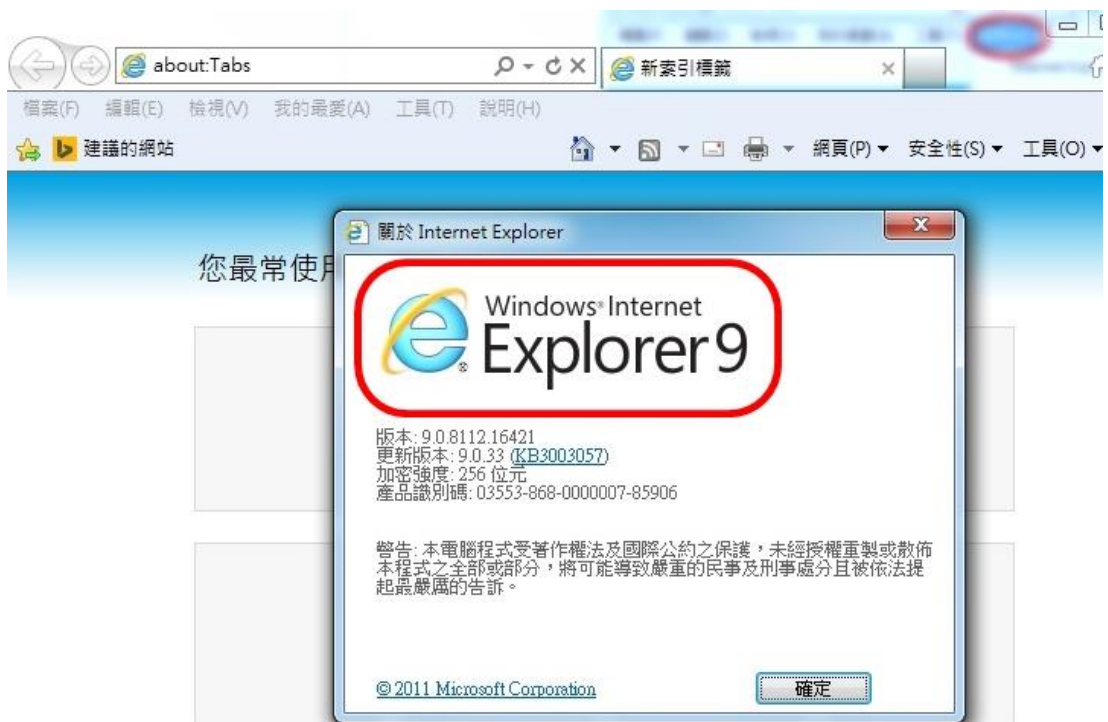 about:Tabs
新索引標籤
檔案(F) 編輯(E) 檢視(V) 我的最愛(A) 工具(T) 說明(H)
建議的網站
網頁(P) 安全性(S) 工具(O)
關於 Internet Explorer
您最常使用
Windows® Internet
Explorer 9
版本: 9.0.8112.16421
更新版本: 9.0.33 (KB3003057)
加密強度: 256 位元
產品識別碼: 03553-868-0000007-85906
警告: 本電腦程式受著作權法及國際公約之保護，未經授權重製或散佈
本程式之全部或部分，將可能導致嚴重的民事及刑事處分且被依法提
起最嚴厲的告訴。
© 2011 Microsoft Corporation
確定